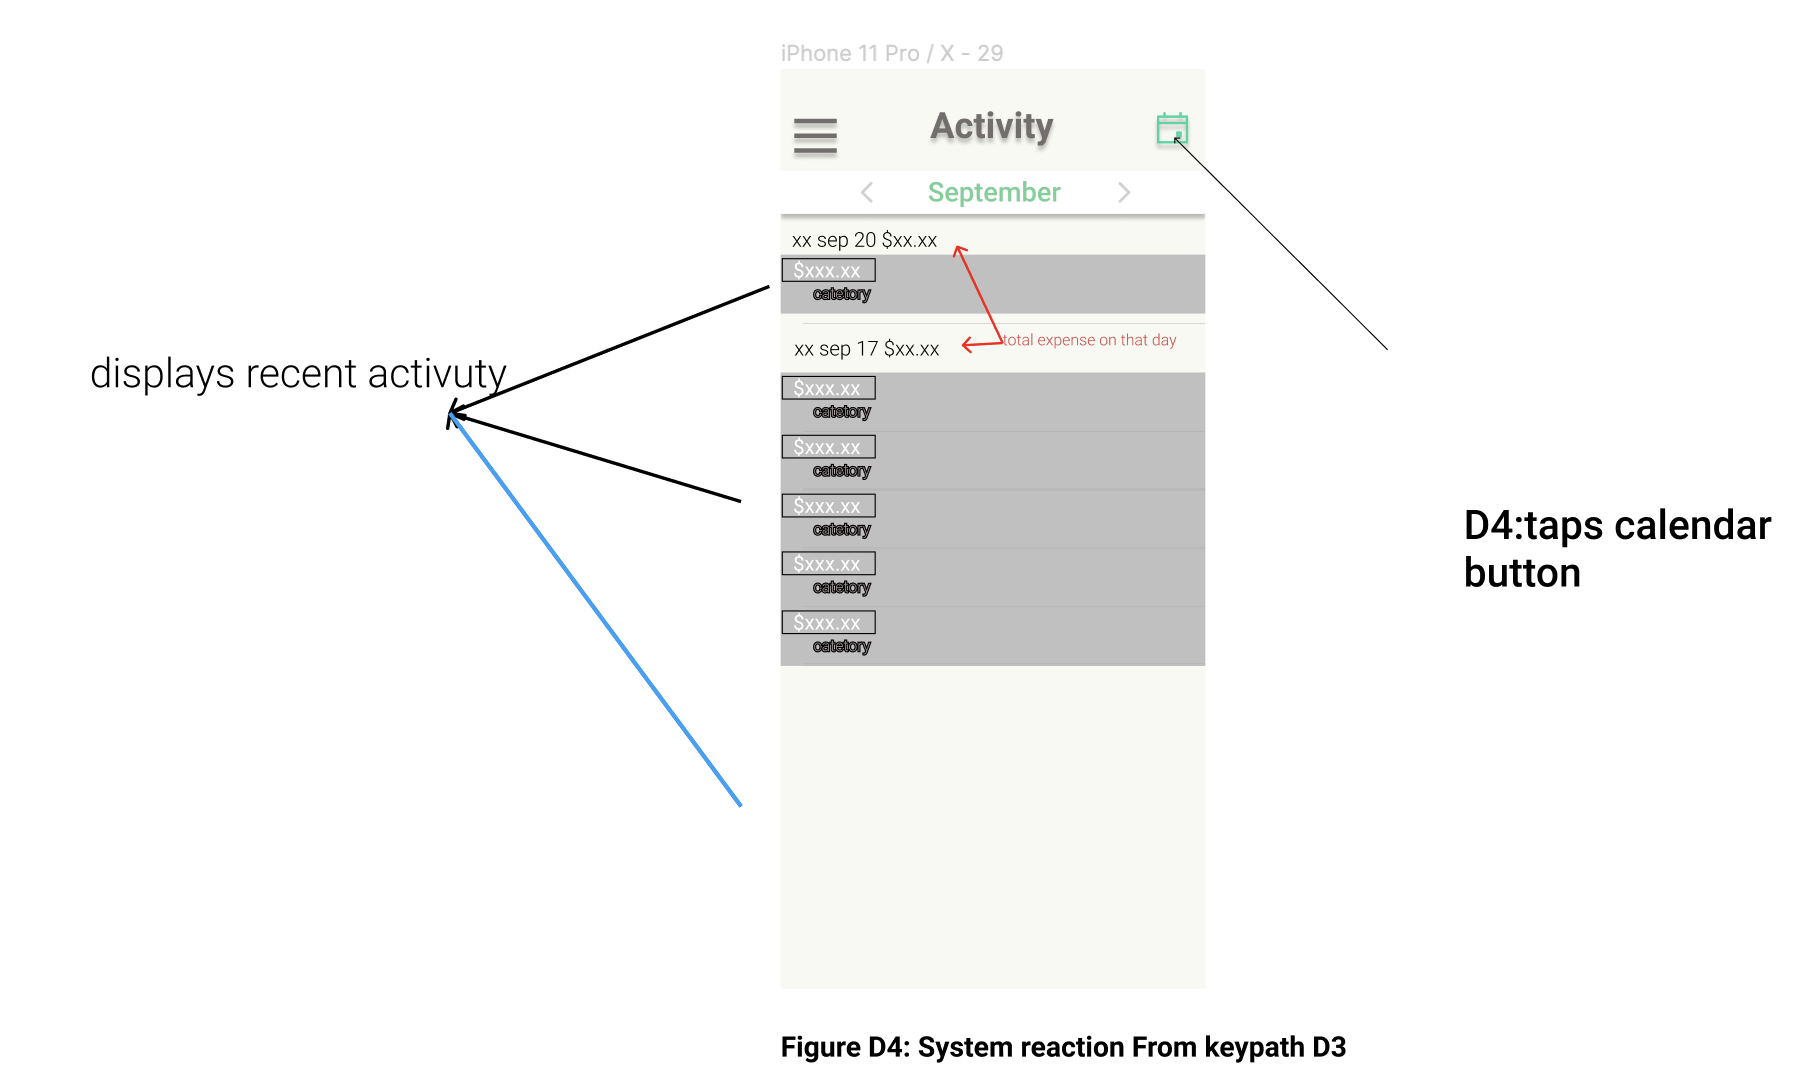 iPhone 11 Pro / X - 29
Activity
September
xx sep 20 $xx.xx
$xxx.xx
catetory
total expense on that day
xx sep 17 $xx.xx
displays recent activuty
$xxx.xx
catetory
$xxx.xx
catetory
$xxx.xx
catetory
$xxx.xx
catetory
$xxx.xx
catetory
D4:taps calendar
button
Figure D4: System reaction From keypath D3